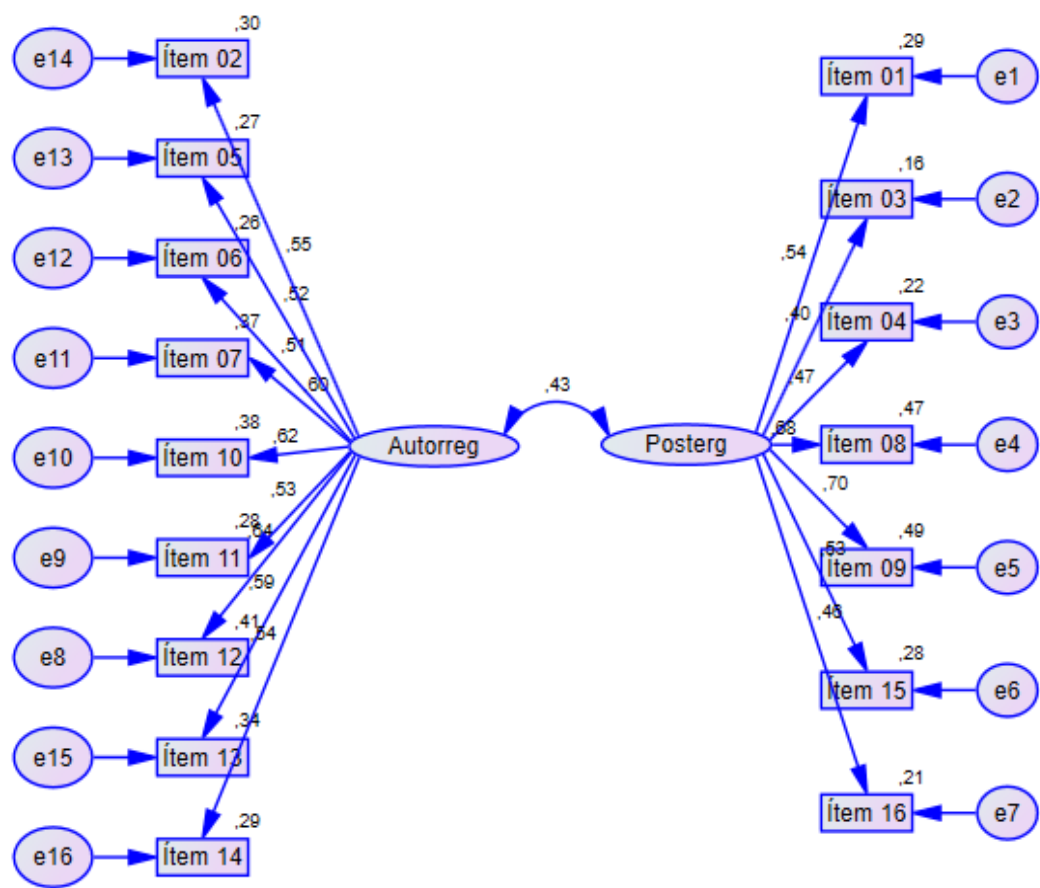 ,30
e14 Ítem 02
,29
Ítem 01 e1
,27
e13 Ítem 05
,16
Ítem 03 e2
,26
e12 Ítem 06
,55
,54
,52
,22
,40
Ítem 04 e3
,37
,51
e11 Ítem 07
,60
,47
,43
,38
,62
,68
,47
e10 Ítem 10
Autorreg
Posterg
Ítem 08 e4
,53
,70
,28
,64
,49
,53
e9 Ítem 11
Ítem 09 e5
,59
,46
,41
,54
e8 Ítem 12
,28
Ítem 15 e6
,34
e15 Ítem 13
,21
Ítem 16 e7
,29
e16 Ítem 14